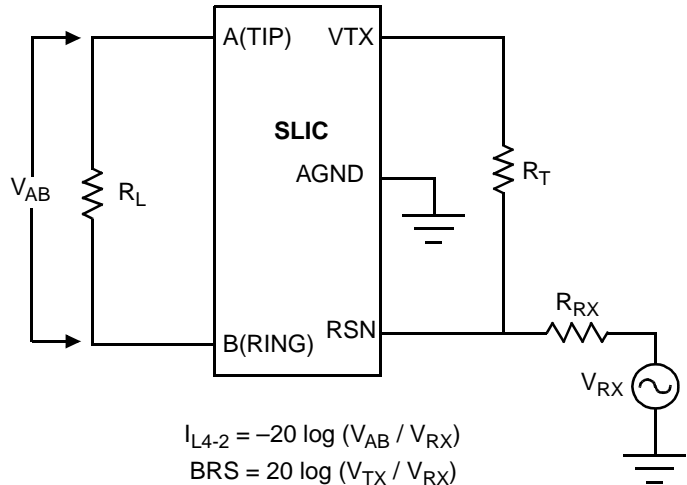 A(TIP)
VTX
SLIC
AGND
V_AB
R_L
R_T
R_RX
RSN
B(RING)
V_RX
I_L4-2 = –20 log (V_AB / V_RX)
BRS = 20 log (V_TX / V_RX)